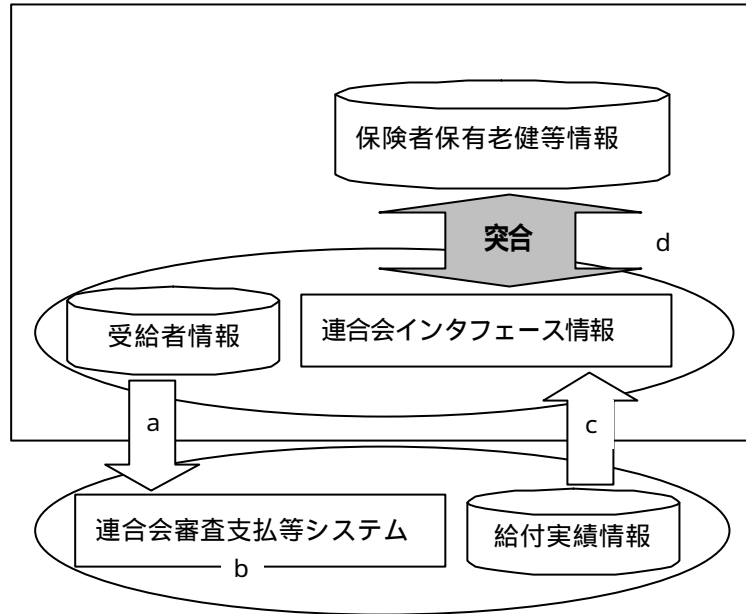 保険者保有老健等情報
突合
d
受給者情報
連合会インタフェース情報
a
c
連合会審査支払等システム
給付実績情報
b